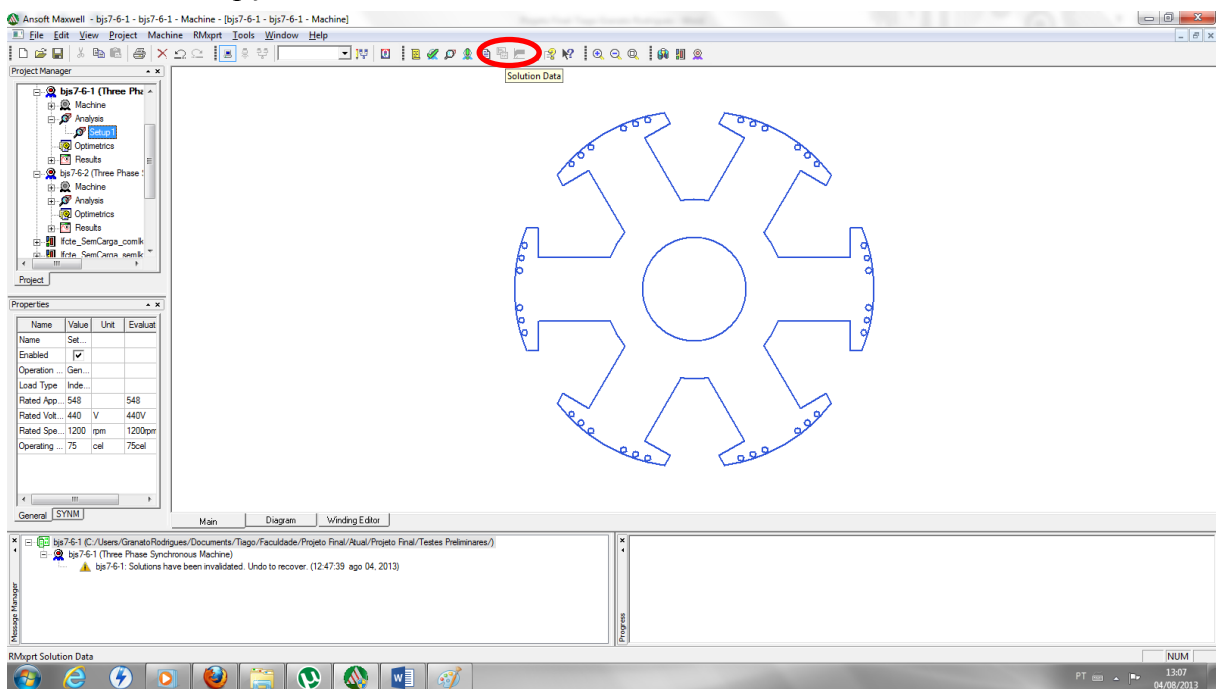 Ansoft Maxwell - bjs7-6-1 - bjs7-6-1 - Machine - [bjs7-6-1 - bjs7-6-1 - Machine]
File Edit View Project Machine RMxprt Tools Window Help
Project Manager
Solution Data
bjs7-6-1 (Three Pha
Machine
Analysis
Setup1
Optimetrics
Results
bjs7-6-2 (Three Phase
Machine
Analysis
Optimetrics
Results
Ifcte_SemCarga_comIk
Ifcte_SemCarga_semIk
Project
Properties
Name Value Unit Evaluat
Name Set...
Enabled
Operation ... Gen...
Load Type Inde...
Rated App... 548 548
Rated Volt... 440 V 440V
Rated Spe... 1200 rpm 1200rpm
Operating ... 75 cel 75cel
General SYNM
Main Diagram Winding Editor
bjs7-6-1 (C:/Users/GranatoRodrigues/Documents/Tiago/Faculdade/Projeto Final/Atual/Projeto Final/Testes Preliminares/)
bjs7-6-1 (Three Phase Synchronous Machine)
bjs7-6-1: Solutions have been invalidated. Undo to recover. (12:47:39 ago 04, 2013)
Message Manager
Progress
RMxprt Solution Data
NUM
PT
13:07
04/08/2013